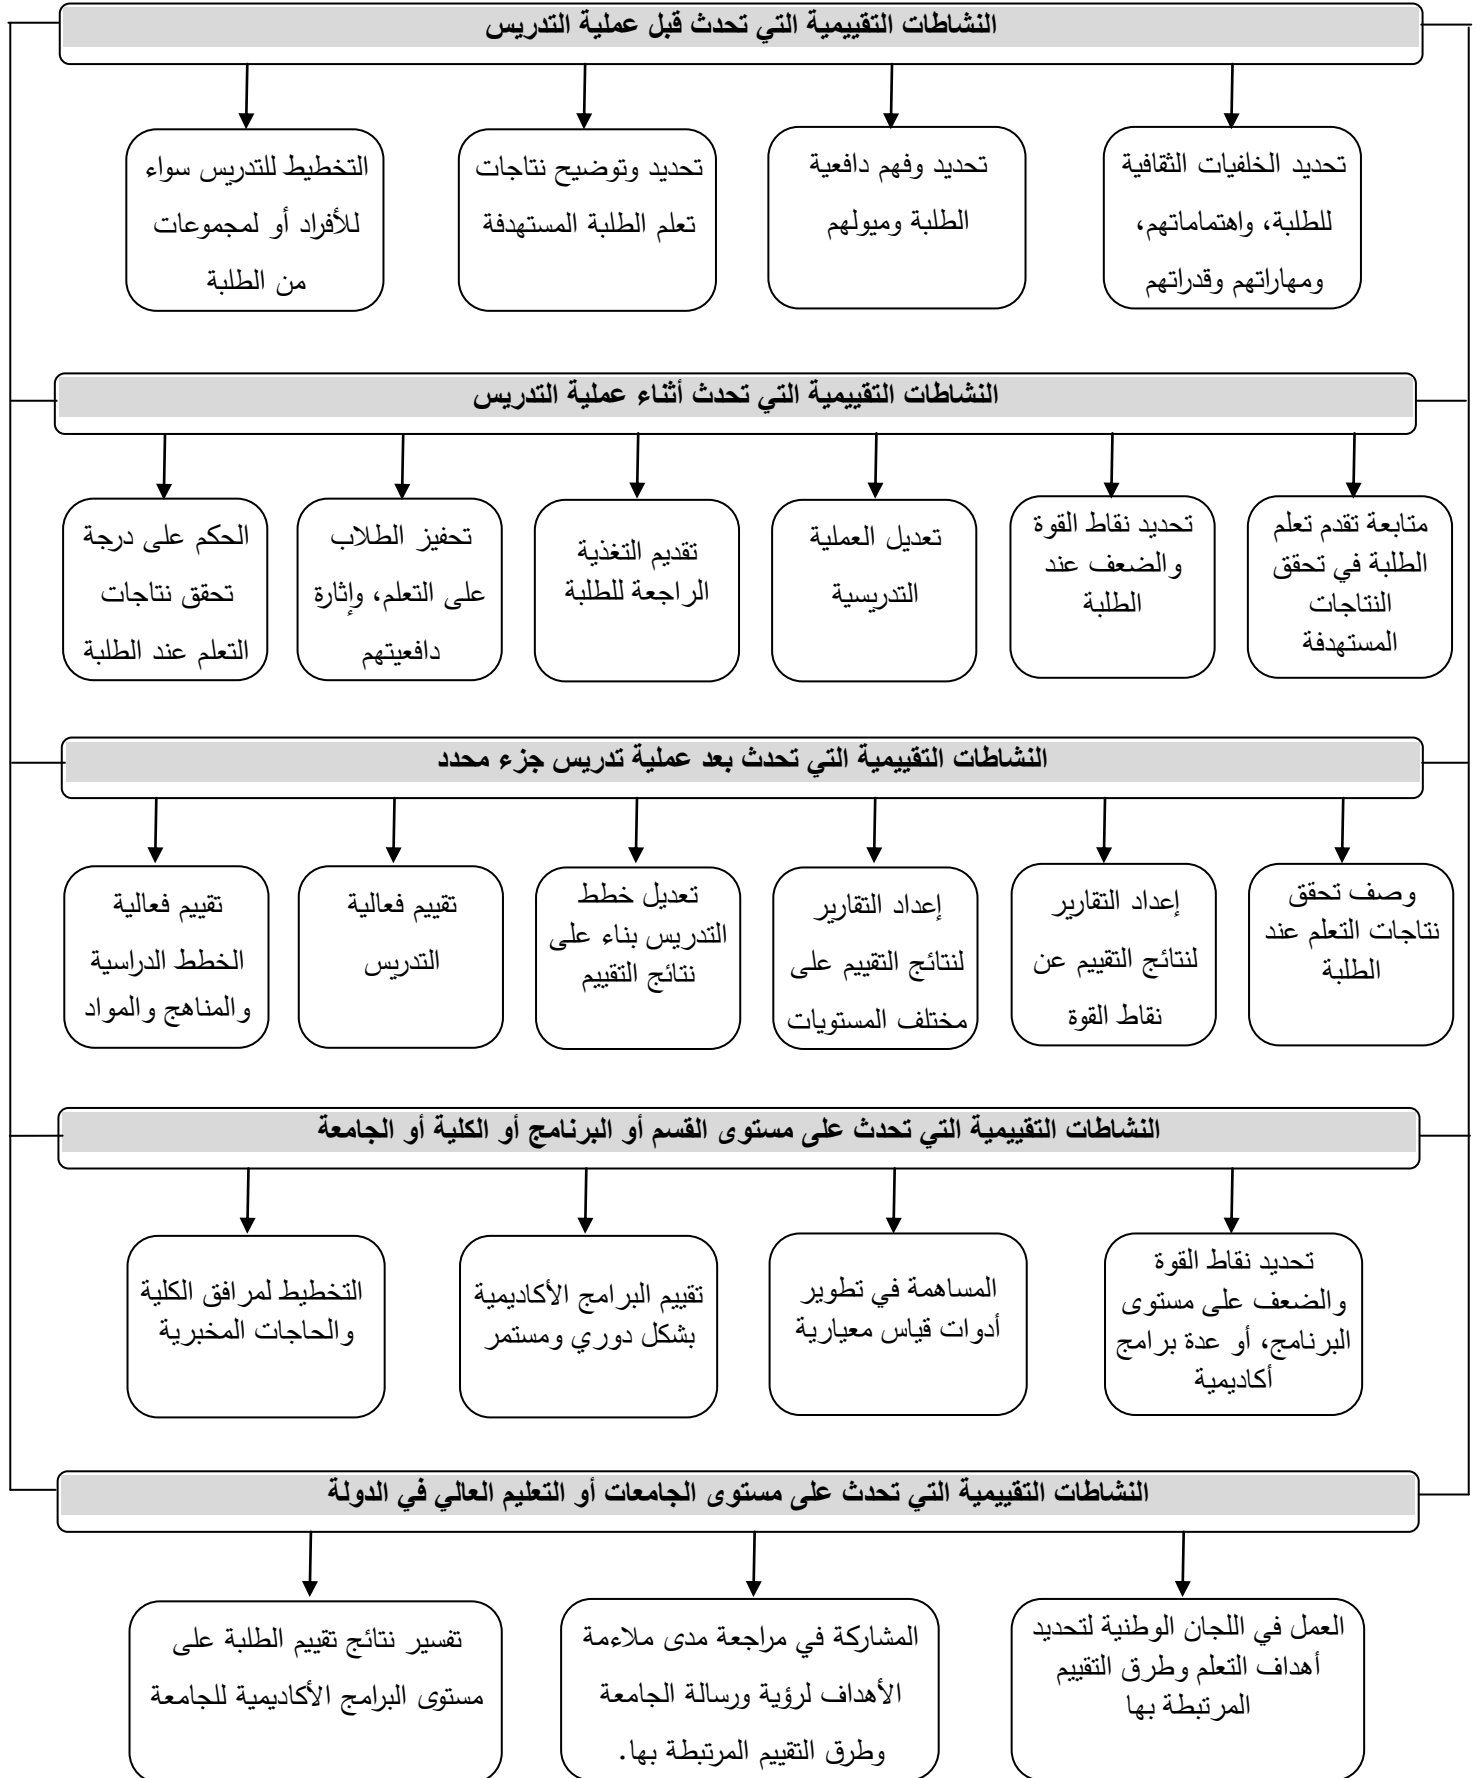 النشاطات التقييمية التي تحدث قبل عملية التدريس
تحديد الخلفيات الثقافية
للطلبة، واهتماماتهم،
ومهاراتهم وقدراتهم
تحديد وفهم دافعية
الطلبة وميولهم
تحديد وتوضيح نتاجات
تعلم الطلبة المستهدفة
التخطيط للتدريس سواء
للأفراد أو لمجموعات
من الطلبة
النشاطات التقييمية التي تحدث أثناء عملية التدريس
متابعة تقدم تعلم
الطلبة في تحقق
النتاجات
المستهدفة
تحديد نقاط القوة
والضعف عند
الطلبة
تعديل العملية
التدريسية
تقديم التغذية
الراجعة للطلبة
تحفيز الطلاب
على التعلم، وإثارة
دافعيتهم
الحكم على درجة
تحقق نتاجات
التعلم عند الطلبة
النشاطات التقييمية التي تحدث بعد عملية تدريس جزء محدد
وصف تحقق
نتاجات التعلم عند
الطلبة
إعداد التقارير
لنتائج التقييم عن
نقاط القوة
إعداد التقارير
لنتائج التقييم على
مختلف المستويات
تعديل خطط
التدريس بناء على
نتائج التقييم
تقييم فعالية
التدريس
تقييم فعالية
الخطط الدراسية
والمناهج والمواد
النشاطات التقييمية التي تحدث على مستوى القسم أو البرنامج أو الكلية أو الجامعة
تحديد نقاط القوة
والضعف على مستوى
البرنامج، أو عدة برامج
أكاديمية
المساهمة في تطوير
أدوات قياس معيارية
تقييم البرامج الأكاديمية
بشكل دوري ومستمر
التخطيط لمرافق الكلية
والحاجات المخبرية
النشاطات التقييمية التي تحدث على مستوى الجامعات أو التعليم العالي في الدولة
العمل في اللجان الوطنية لتحديد
أهداف التعلم وطرق التقييم
المرتبطة بها
المشاركة في مراجعة مدى ملاءمة
الأهداف لرؤية ورسالة الجامعة
وطرق التقييم المرتبطة بها.
تفسير نتائج تقييم الطلبة على
مستوى البرامج الأكاديمية للجامعة